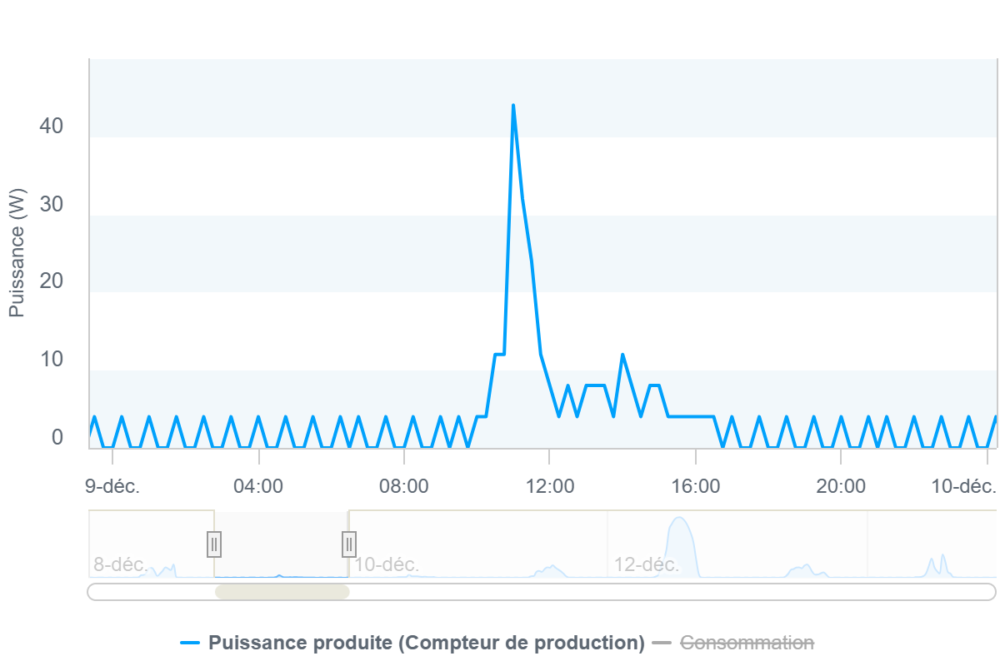 Puissance (W)
40
30
20
10
0
9-déc. 04:00 08:00 12:00 16:00 20:00 10-déc.
8-déc. 10-déc. 12-déc.
Puissance produite (Compteur de production) Consommation